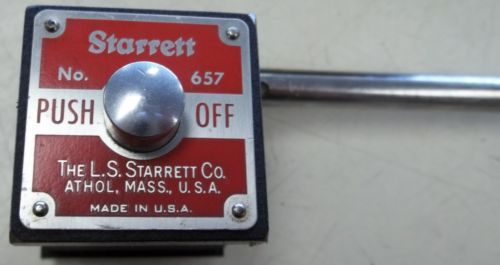 Starrett
No. 657
PUSH OFF
THE L.S. STARRETT CO.
ATHOL, MASS., U.S.A.
MADE IN U.S.A.